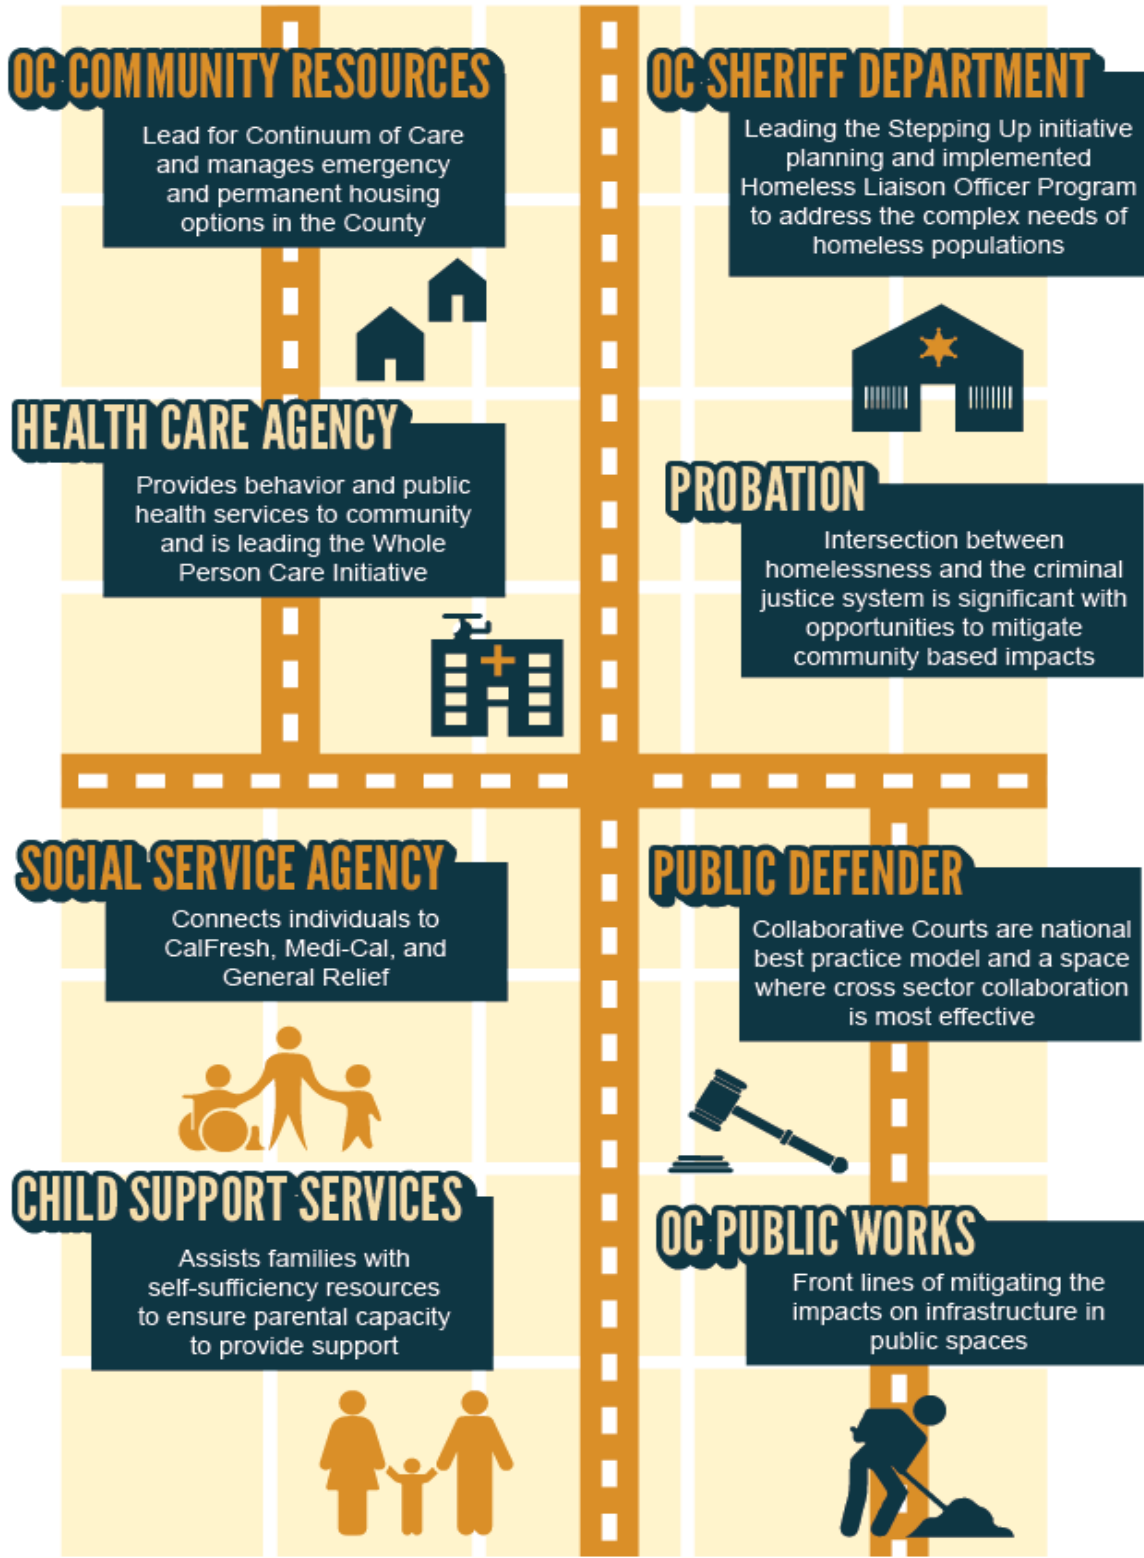 OC COMMUNITY RESOURCES
Lead for Continuum of Care
and manages emergency
and permanent housing
options in the County
HEALTH CARE AGENCY
Provides behavior and public
health services to community
and is leading the Whole
Person Care Initiative
SOCIAL SERVICE AGENCY
Connects individuals to
CalFresh, Medi-Cal, and
General Relief
CHILD SUPPORT SERVICES
Assists families with
self-sufficiency resources
to ensure parental capacity
to provide support
OC SHERIFF DEPARTMENT
Leading the Stepping Up initiative
planning and implemented
Homeless Liaison Officer Program
to address the complex needs of
homeless populations
PROBATION
Intersection between
homelessness and the criminal
justice system is significant with
opportunities to mitigate
community based impacts
PUBLIC DEFENDER
Collaborative Courts are national
best practice model and a space
where cross sector collaboration
is most effective
OC PUBLIC WORKS
Front lines of mitigating the
impacts on infrastructure in
public spaces